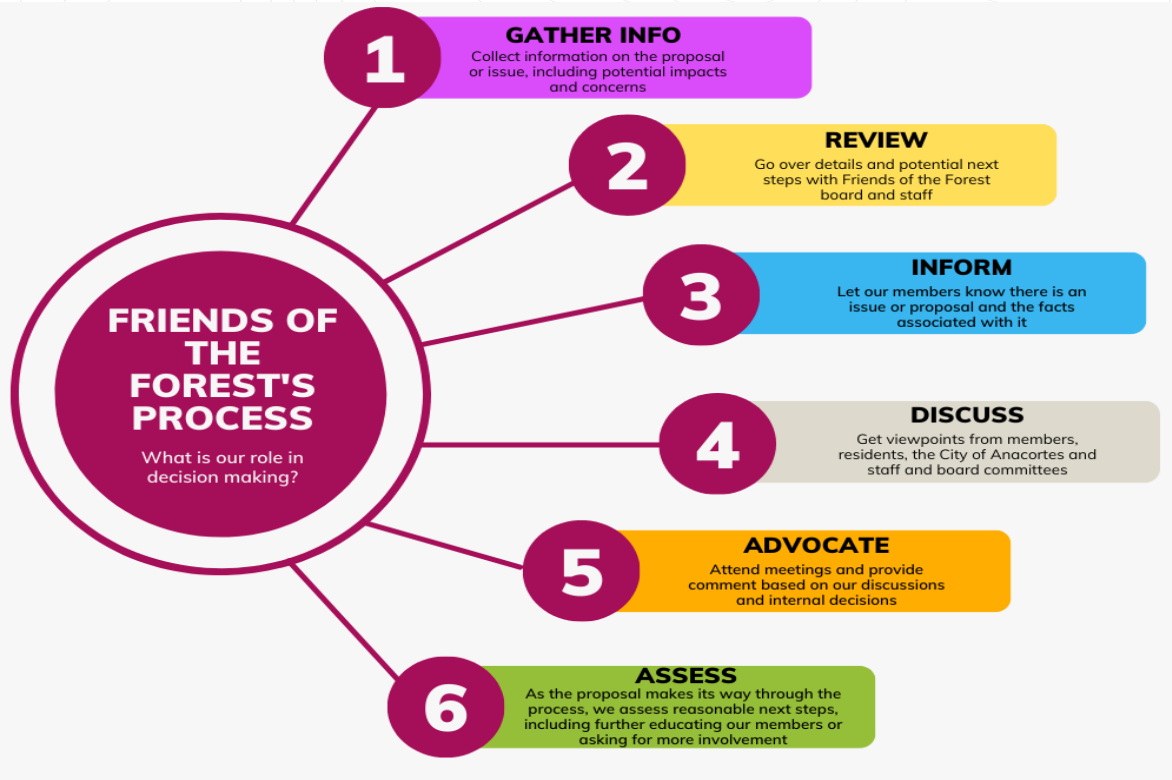 1
GATHER INFO
Collect information on the proposal
or issue, including potential impacts
and concerns
2
REVIEW
Go over details and potential next
steps with Friends of the Forest
board and staff
3
INFORM
Let our members know there is an
issue or proposal and the facts
associated with it
FRIENDS OF
THE
FOREST'S
PROCESS
What is our role in
decision making?
4
DISCUSS
Get viewpoints from members,
residents, the City of Anacortes and
staff and board committees
5
ADVOCATE
Attend meetings and provide
comment based on our discussions
and internal decisions
6
ASSESS
As the proposal makes its way through the
process, we assess reasonable next steps,
including further educating our members or
asking for more involvement